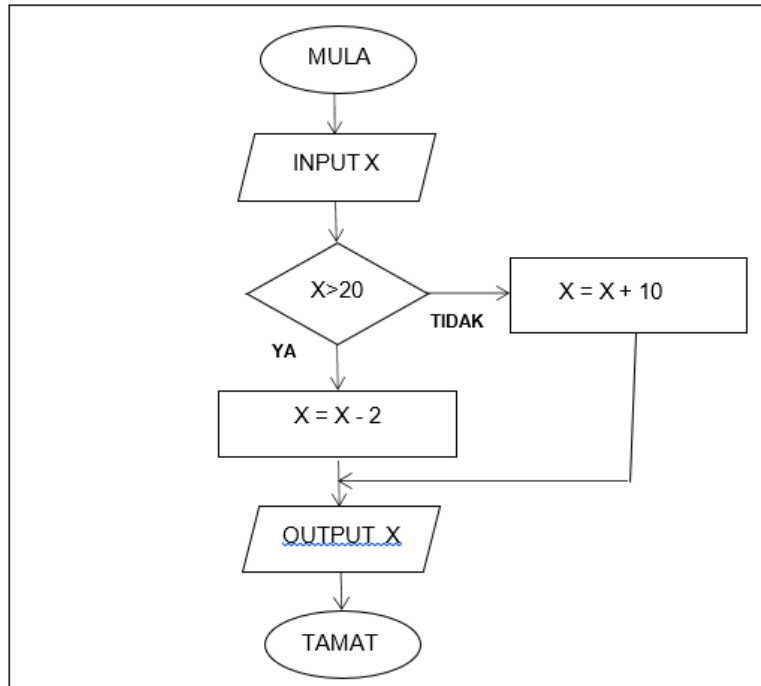 MULA
INPUT X
X>20
TIDAK
X = X + 10
YA
X = X - 2
OUTPUT X
TAMAT